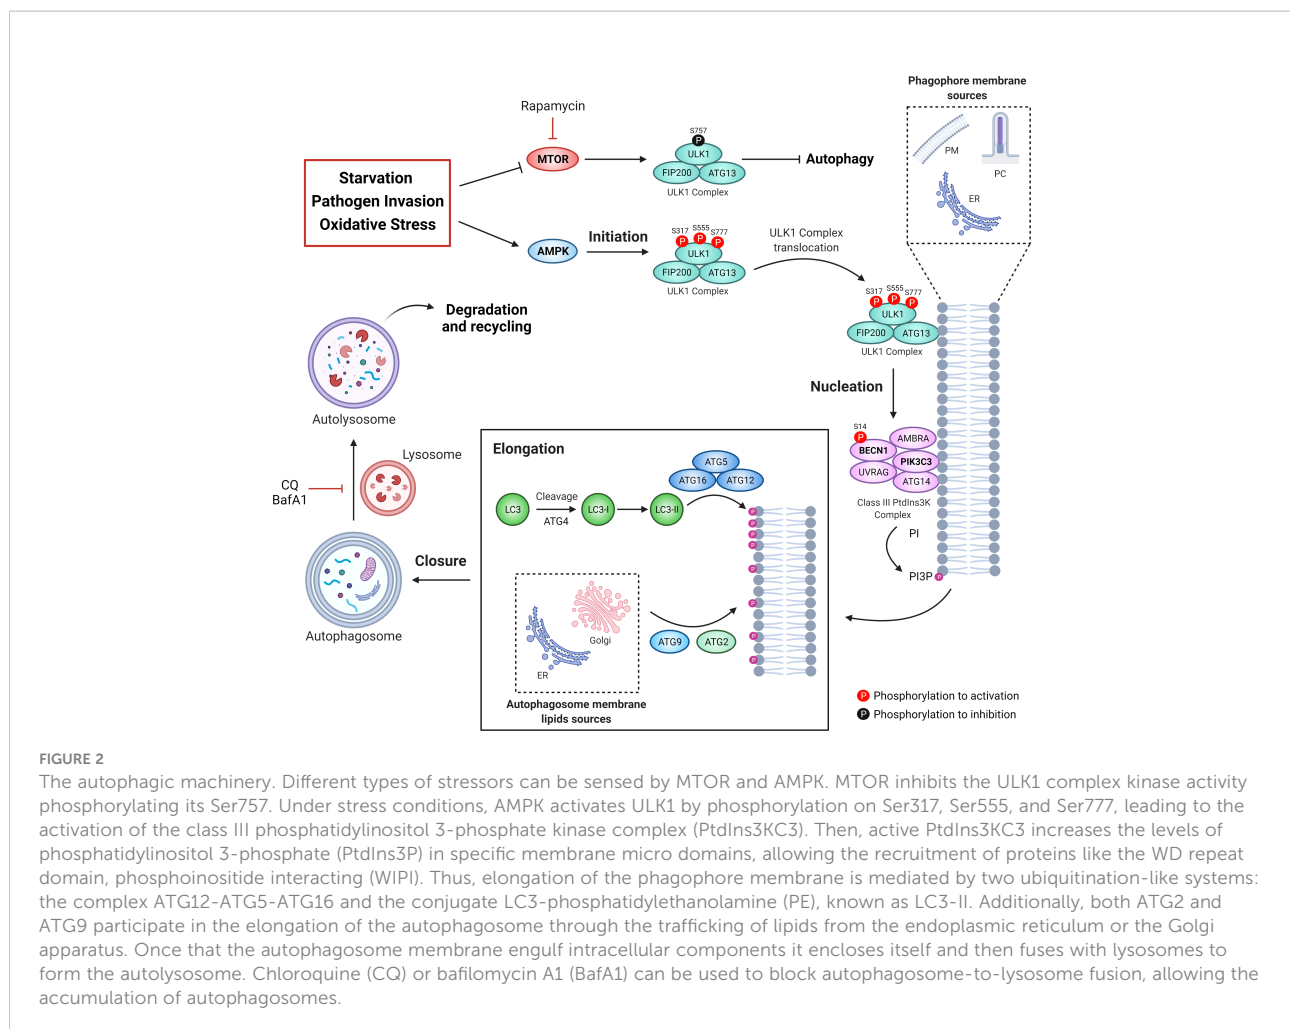 Phagophore membrane
sources
PM
PC
ER
Rapamycin
MTOR
S757
P
ULK1
FIP200
ATG13
ULK1 Complex
Autophagy
Starvation
Pathogen Invasion
Oxidative Stress
AMPK
Initiation
S317
S555
S777
P
P
P
ULK1
FIP200
ATG13
ULK1 Complex
ULK1 Complex
translocation
S317
S555
S777
P
P
P
ULK1
FIP200
ATG13
ULK1 Complex
Nucleation
S14
P
BECN1
AMBRA
UVRAG
PIK3C3
ATG14
Class III PtdIns3K
Complex
PI
PI3P
P
Elongation
LC3
Cleavage
ATG4
LC3-I
LC3-II
ATG5
ATG16
ATG12
P
P
P
P
P
P
P
P
Golgi
ER
Autophagosome membrane
lipids sources
ATG9
ATG2
Closure
Autophagosome
CQ
BafA1
Lysosome
Autolysosome
Degradation
and recycling
P Phosphorylation to activation
P Phosphorylation to inhibition
FIGURE 2
The autophagic machinery. Different types of stressors can be sensed by MTOR and AMPK. MTOR inhibits the ULK1 complex kinase activity
phosphorylating its Ser757. Under stress conditions, AMPK activates ULK1 by phosphorylation on Ser317, Ser555, and Ser777, leading to the
activation of the class III phosphatidylinositol 3-phosphate kinase complex (PtdIns3KC3). Then, active PtdIns3KC3 increases the levels of
phosphatidylinositol 3-phosphate (PtdIns3P) in specific membrane micro domains, allowing the recruitment of proteins like the WD repeat
domain, phosphoinositide interacting (WIPI). Thus, elongation of the phagophore membrane is mediated by two ubiquitination-like systems:
the complex ATG12-ATG5-ATG16 and the conjugate LC3-phosphatidylethanolamine (PE), known as LC3-II. Additionally, both ATG2 and
ATG9 participate in the elongation of the autophagosome through the trafficking of lipids from the endoplasmic reticulum or the Golgi
apparatus. Once that the autophagosome membrane engulf intracellular components it encloses itself and then fuses with lysosomes to
form the autolysosome. Chloroquine (CQ) or bafilomycin A1 (BafA1) can be used to block autophagosome-to-lysosome fusion, allowing the
accumulation of autophagosomes.